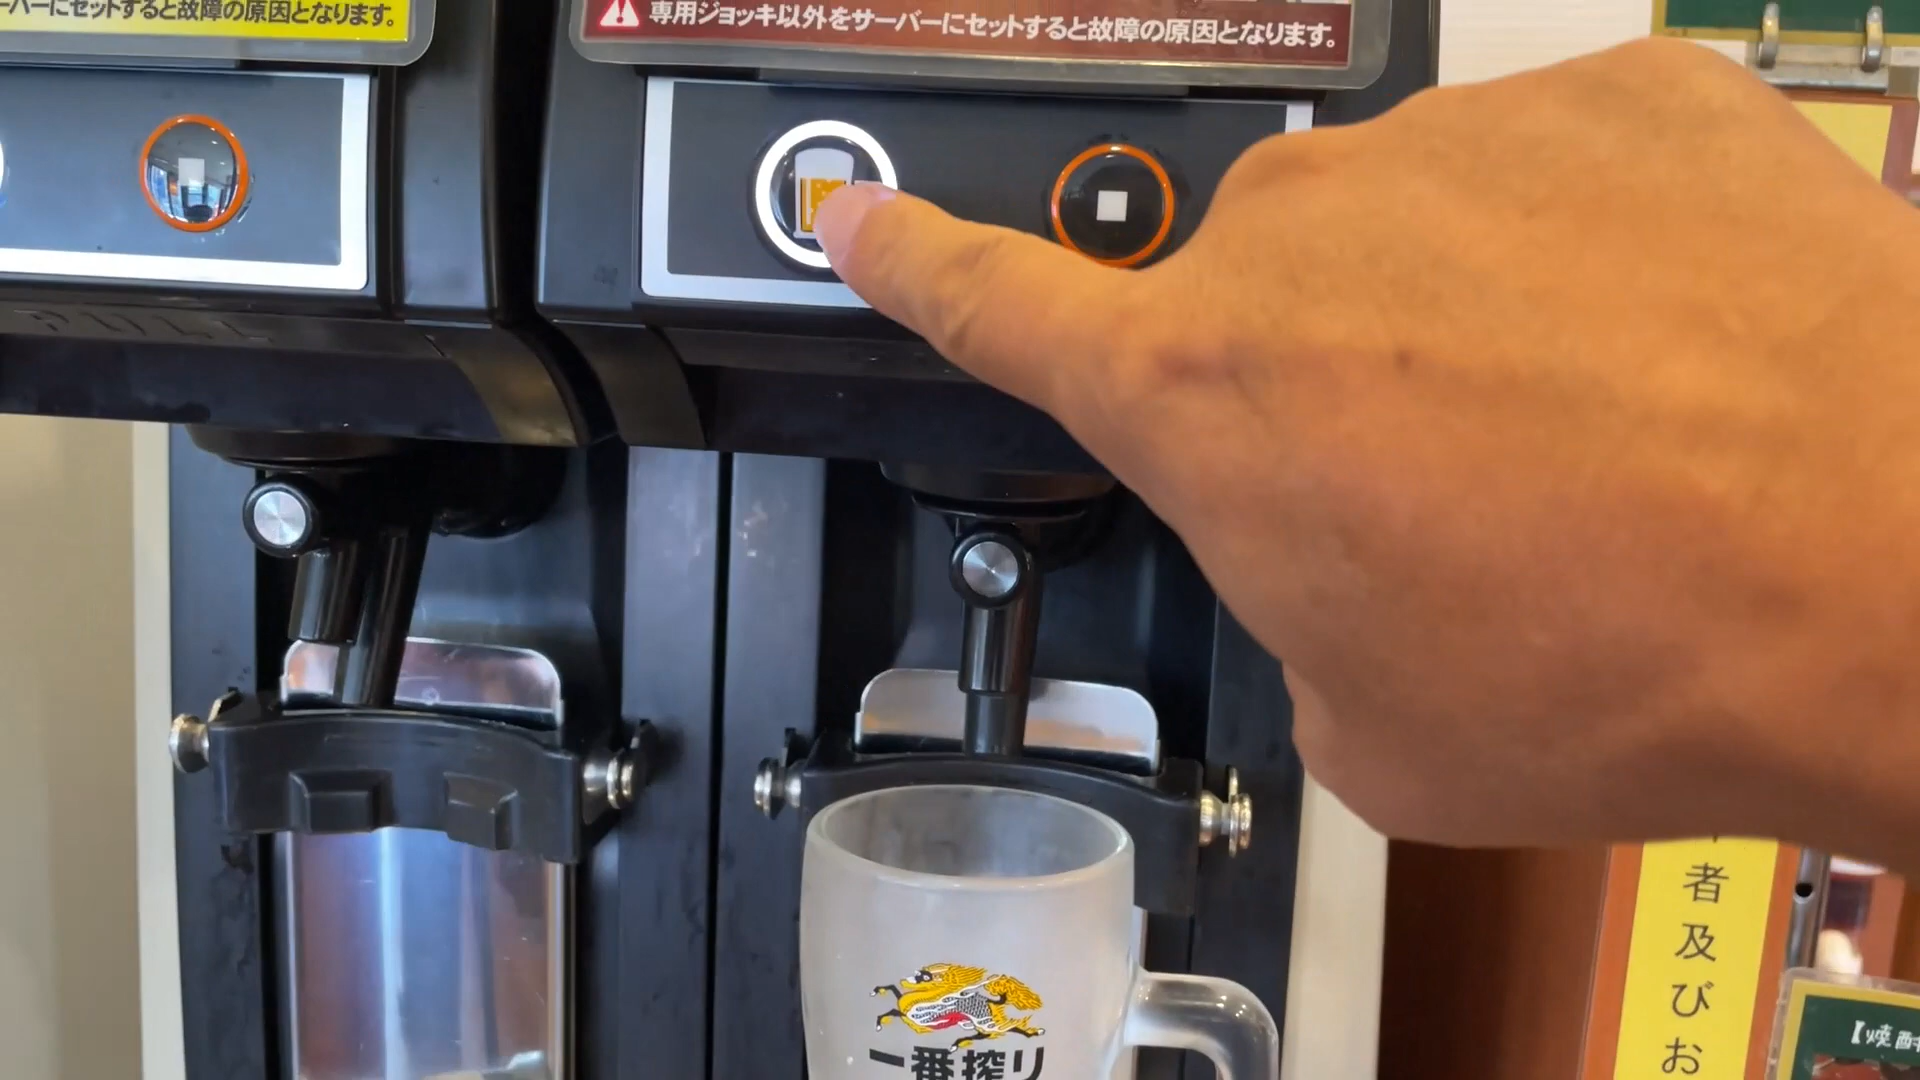 ーバーにセットすると故障の原因となります。
専用ジョッキ以外をサーバーにセットすると故障の原因となります。
PULL
一番搾り
者及びお
【焼酎